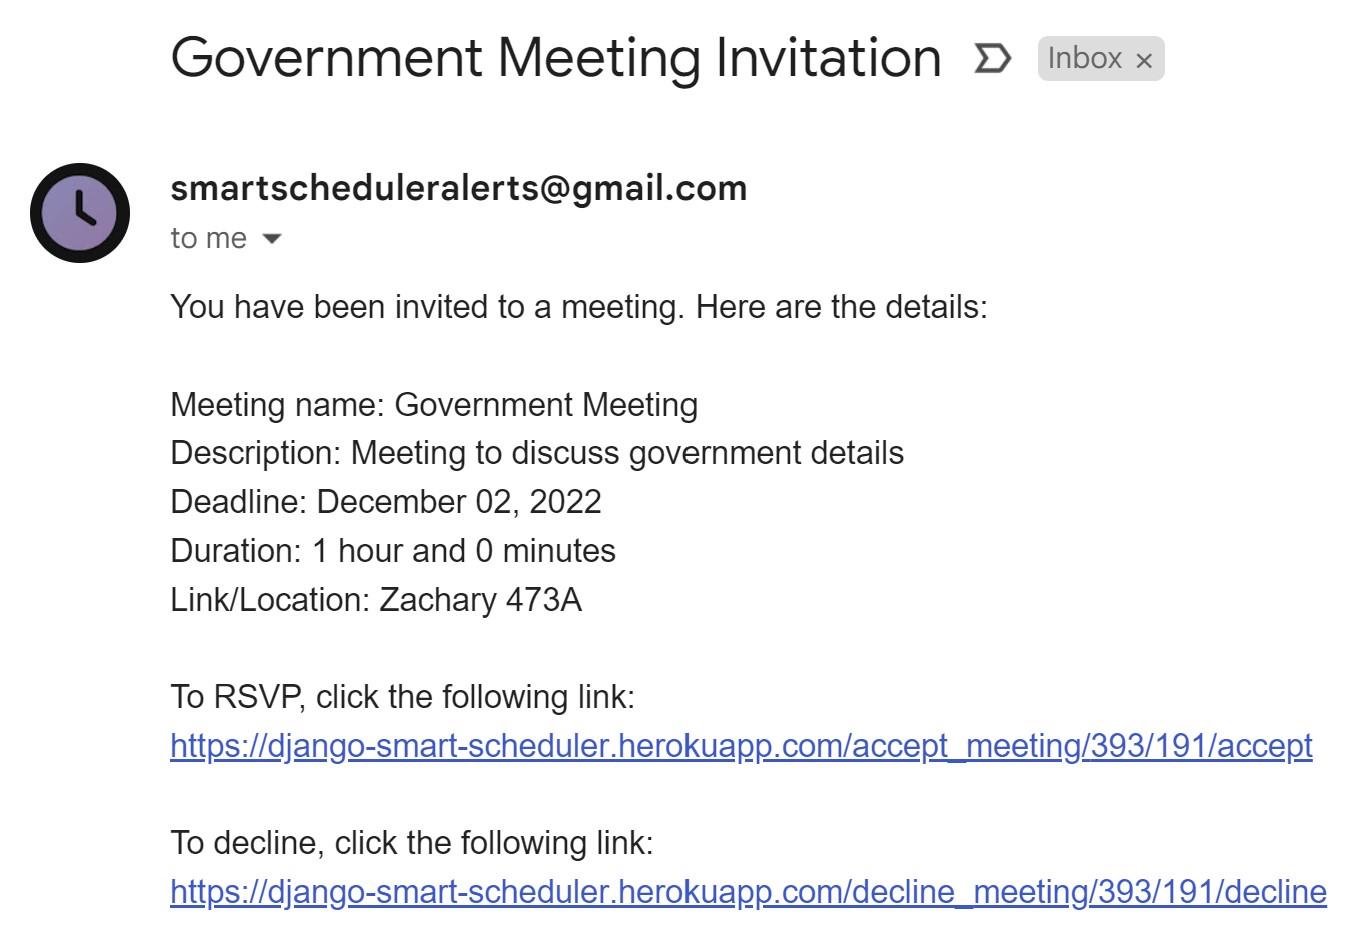 Government Meeting Invitation Inbox ×
smartscheduleralerts@gmail.com
to me
You have been invited to a meeting. Here are the details:
Meeting name: Government Meeting
Description: Meeting to discuss government details
Deadline: December 02, 2022
Duration: 1 hour and 0 minutes
Link/Location: Zachary 473A
To RSVP, click the following link:
https://django-smart-scheduler.herokuapp.com/accept_meeting/393/191/accept
To decline, click the following link:
https://django-smart-scheduler.herokuapp.com/decline_meeting/393/191/decline